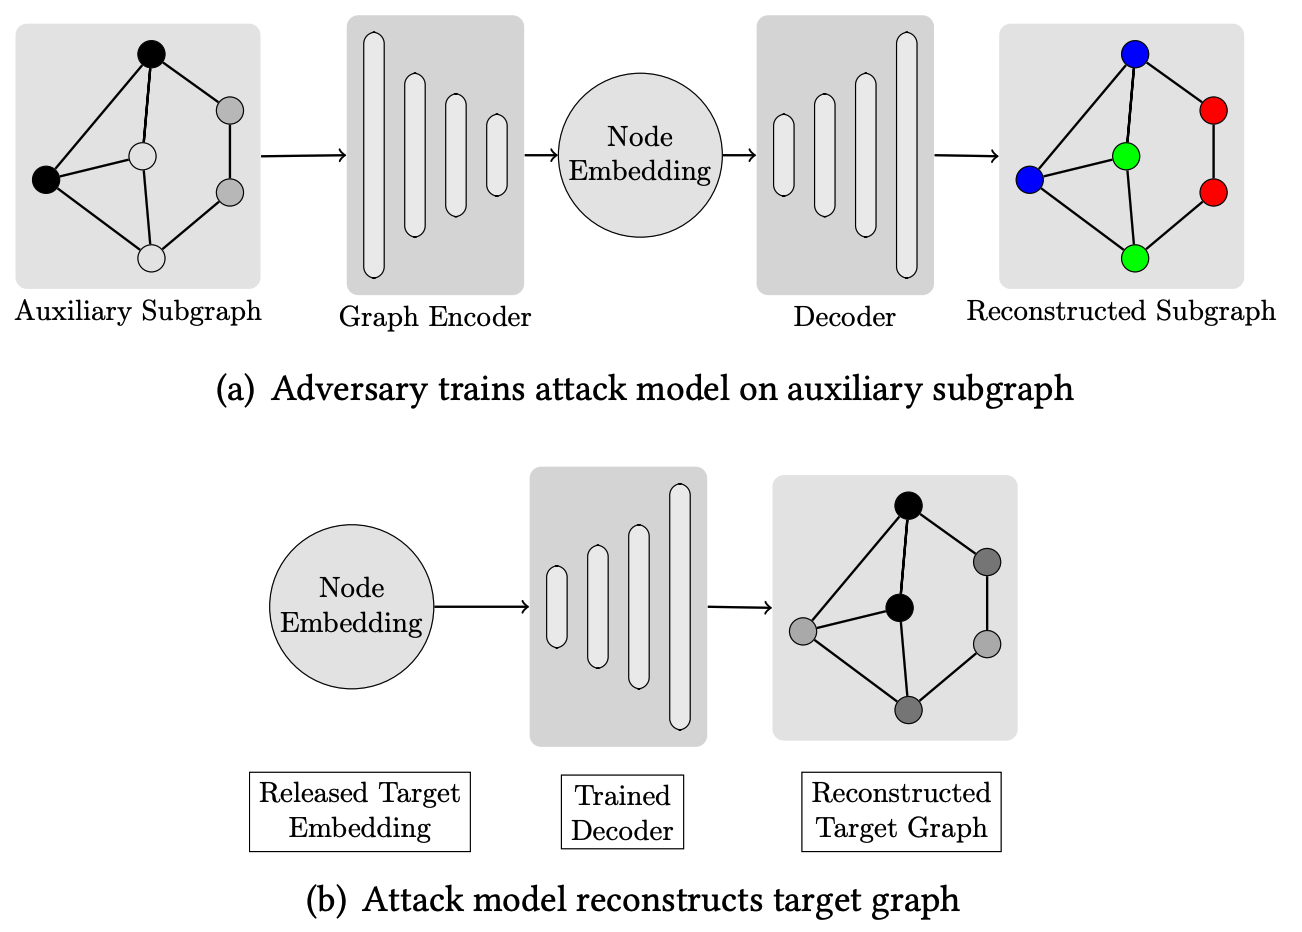 Node
Embedding
Auxiliary Subgraph
Graph Encoder
Decoder
Reconstructed Subgraph
(a) Adversary trains attack model on auxiliary subgraph
Node
Embedding
Released Target
Embedding
Trained
Decoder
Reconstructed
Target Graph
(b) Attack model reconstructs target graph